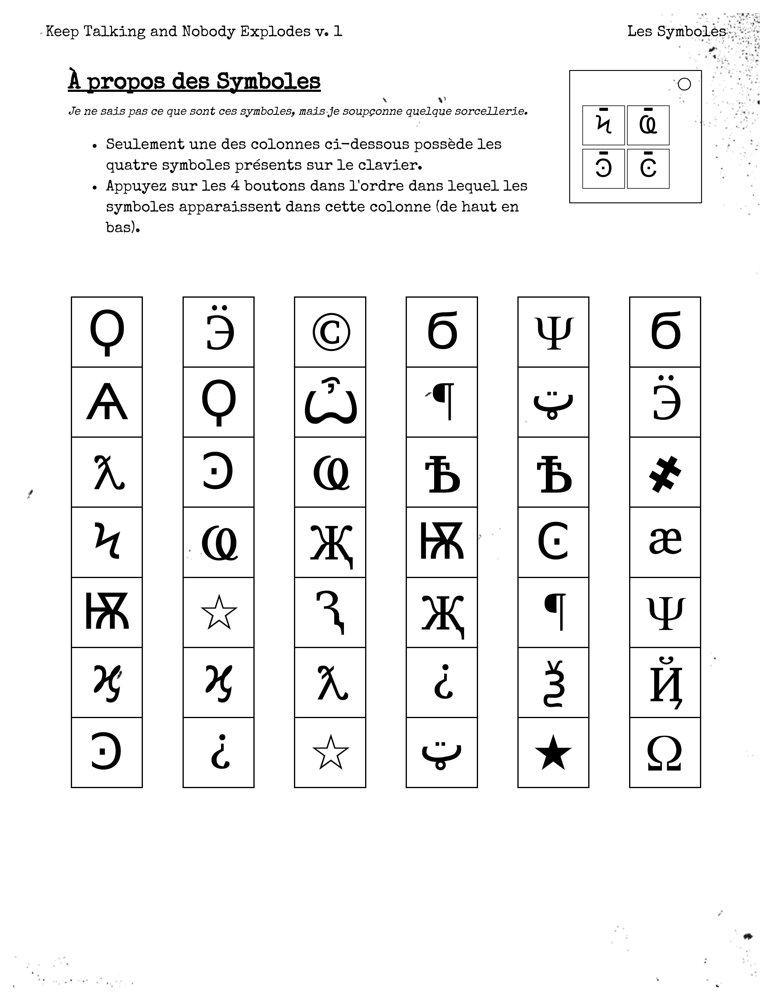 Keep Talking and Nobody Explodes v. 1
Les Symboles
À propos des Symboles
Je ne sais pas ce que sont ces symboles, mais je soupçonne quelque sorcellerie.
• Seulement une des colonnes ci-dessous possède les
quatre symboles présents sur le clavier.
• Appuyez sur les 4 boutons dans l'ordre dans lequel les
symboles apparaissent dans cette colonne (de haut en
bas).
Ϟ Ҩ
Ͽ Ͼ
Ϙ Ӭ © Ϭ Ψ Ϭ
Ѧ Ϙ Ѽ ¶ ټ Ӭ
ƛ Ͽ Ҩ Ѣ Ѣ ҂
Ϟ Ҩ Җ Ѭ Ͼ æ
Ѭ ☆ Ԇ Җ ¶ Ψ
ϗ ϗ ƛ ¿ Ѯ Ҋ
Ͽ ¿ ☆ ټ ★ Ω